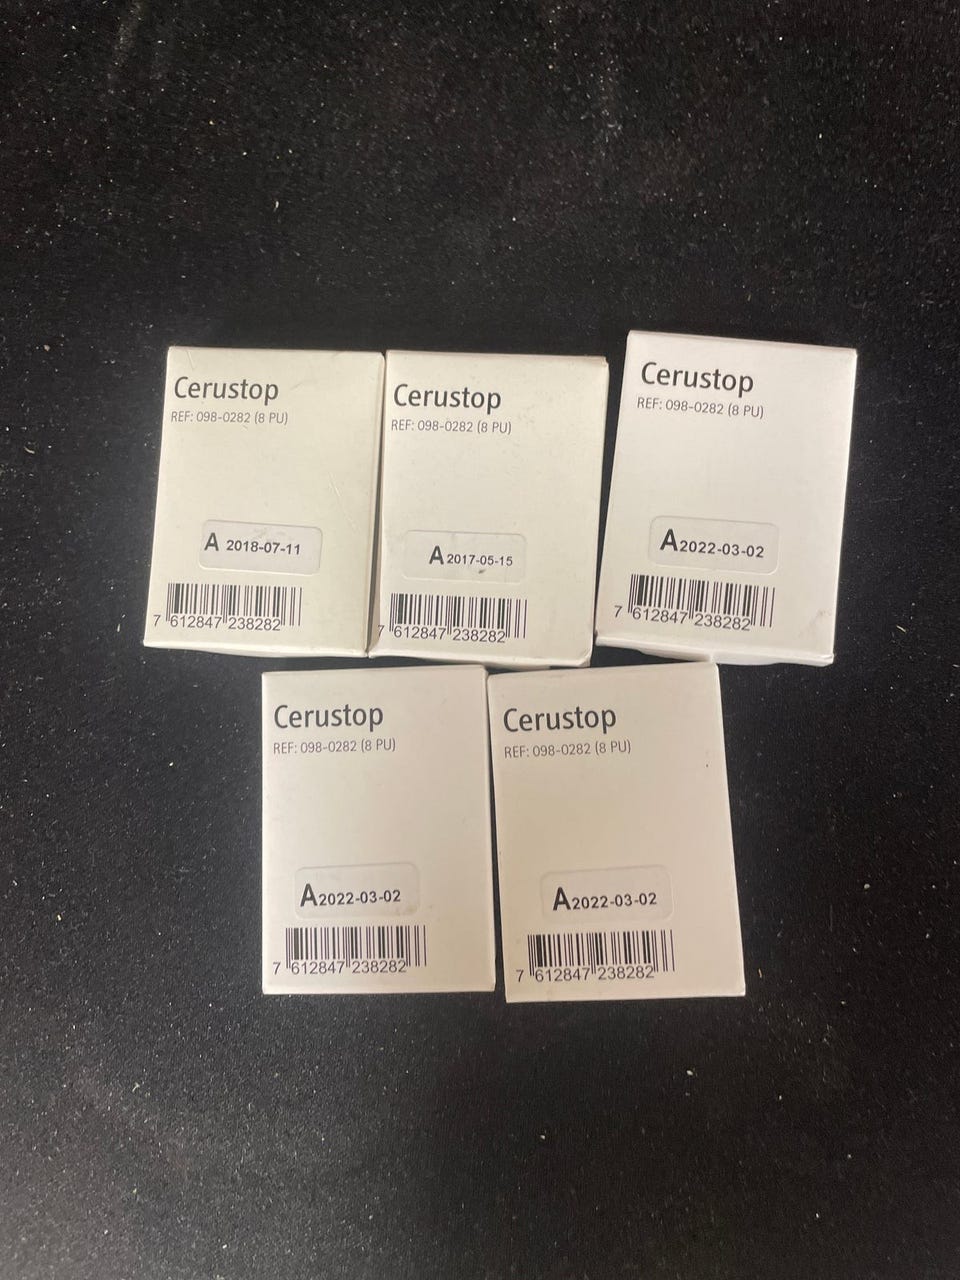 Cerustop
REF: 098-0282 (8 PU)
A 2018-07-11
7 612847 238282
Cerustop
REF: 098-0282 (8 PU)
A 2017-05-15
7 612847 238282
Cerustop
REF: 098-0282 (8 PU)
A 2022-03-02
7 612847 238282
Cerustop
REF: 098-0282 (8 PU)
A 2022-03-02
7 612847 238282
Cerustop
REF: 098-0282 (8 PU)
A 2022-03-02
7 612847 238282